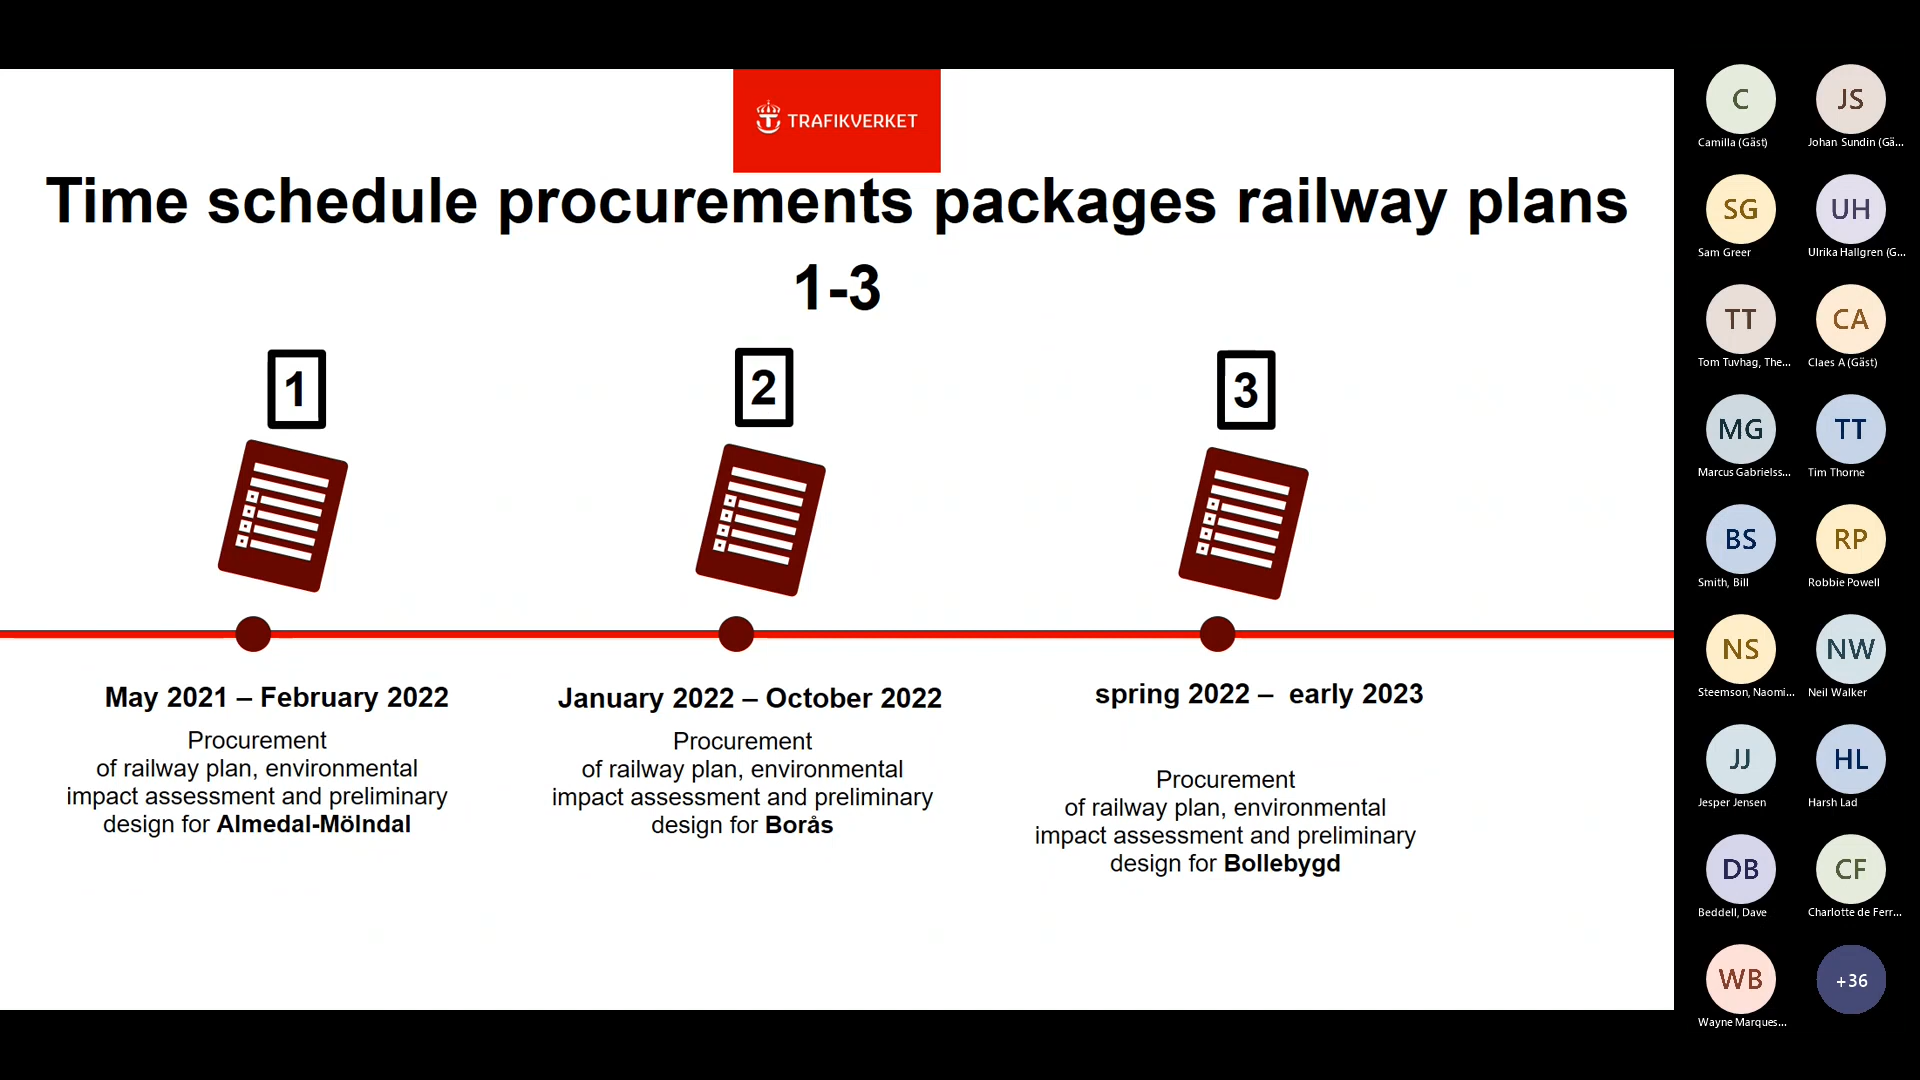 TRAFIKVERKET
Time schedule procurements packages railway plans
1-3
1
2
3
May 2021 – February 2022
Procurement
of railway plan, environmental
impact assessment and preliminary
design for Almedal-Mölndal
January 2022 – October 2022
Procurement
of railway plan, environmental
impact assessment and preliminary
design for Borås
spring 2022 – early 2023
Procurement
of railway plan, environmental
impact assessment and preliminary
design for Bollebygd
C
Camilla (Gäst)
JS
Johan Sundin (Gä...
SG
Sam Greer
UH
Ulrika Hallgren (G...
TT
Tom Tuvhag, The...
CA
Claes A (Gäst)
MG
Marcus Gabrielss...
TT
Tim Thorne
BS
Smith, Bill
RP
Robbie Powell
NS
Steemson, Naomi...
NW
Neil Walker
JJ
Jesper Jensen
HL
Harsh Lad
DB
Beddell, Dave
CF
Charlotte de Ferr...
WB
Wayne Marques...
+36